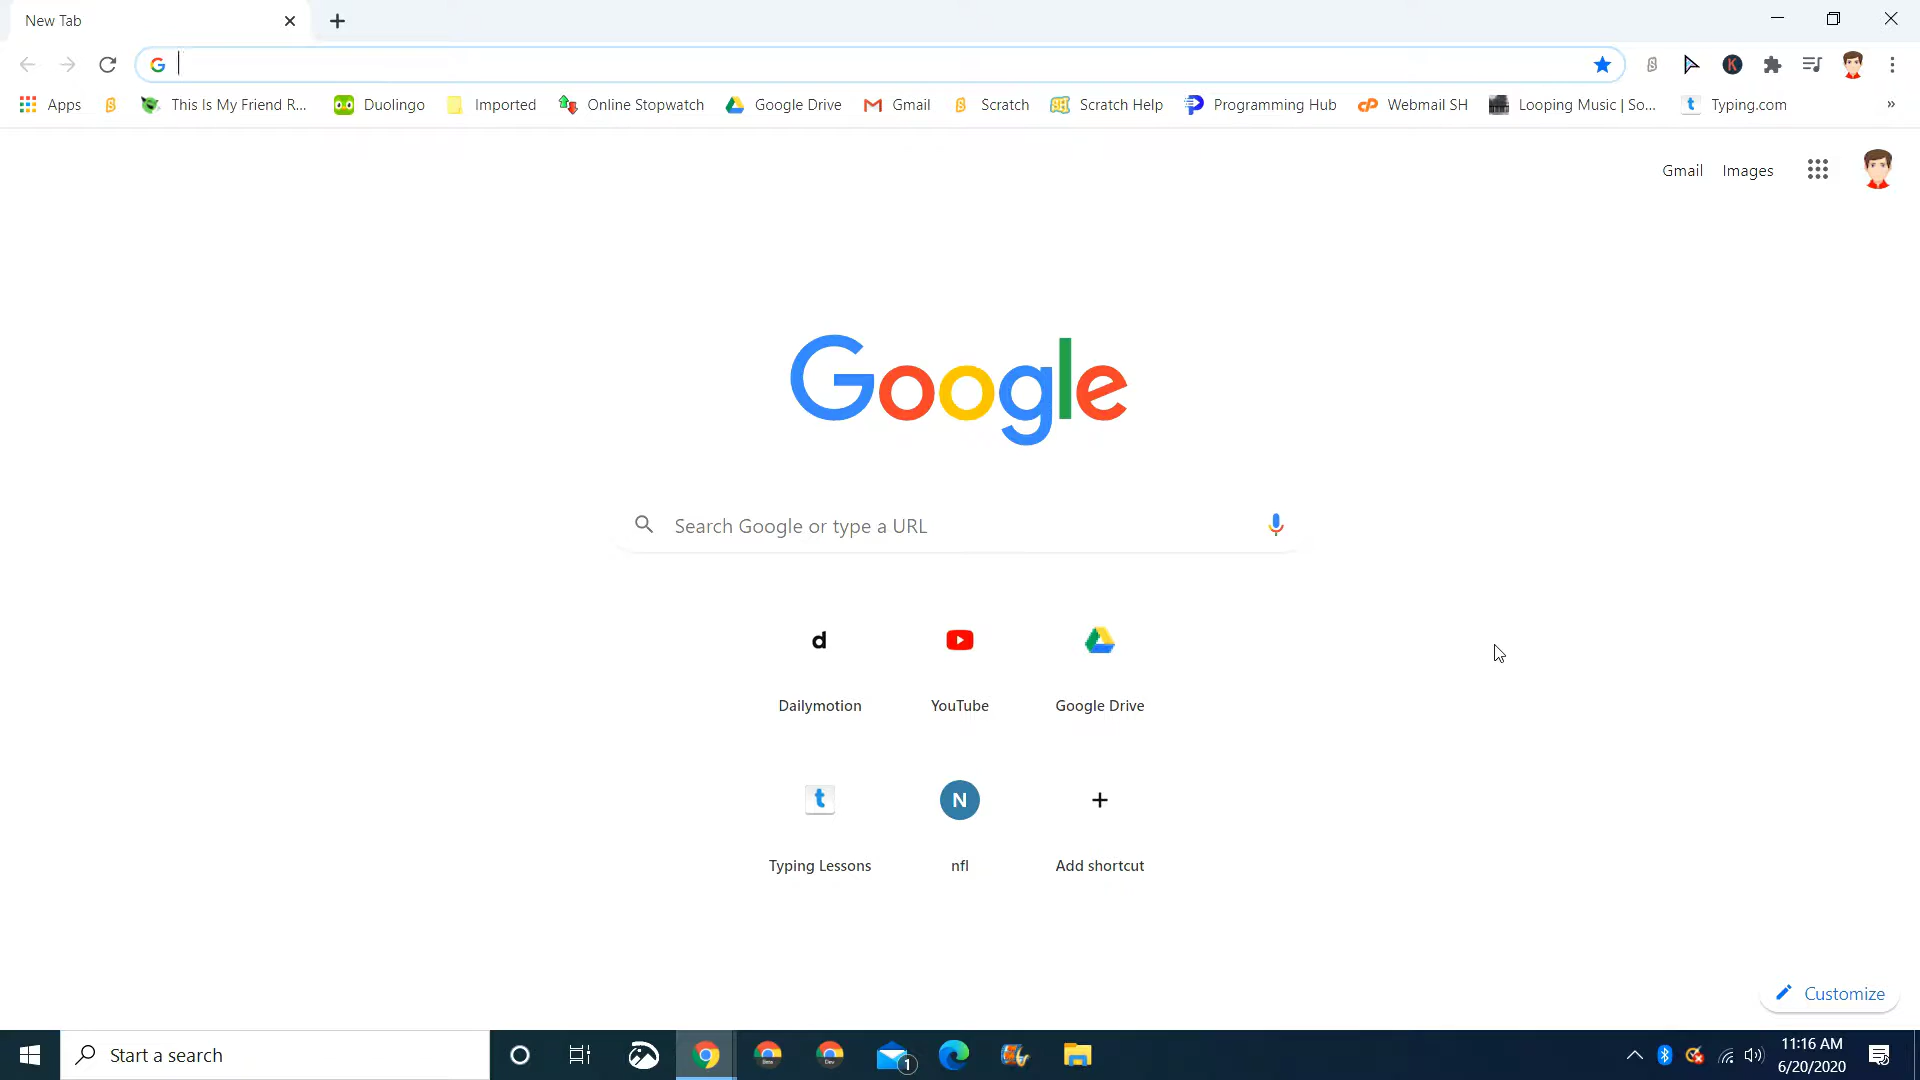 New Tab
Apps This Is My Friend R... Duolingo Imported Online Stopwatch Google Drive Gmail Scratch Scratch Help Programming Hub Webmail SH Looping Music | So... Typing.com »
Gmail Images
Google
Search Google or type a URL
d
Dailymotion YouTube Google Drive
t N
Typing Lessons nfl Add shortcut
Customize
Start a search
1
11:16 AM
6/20/2020